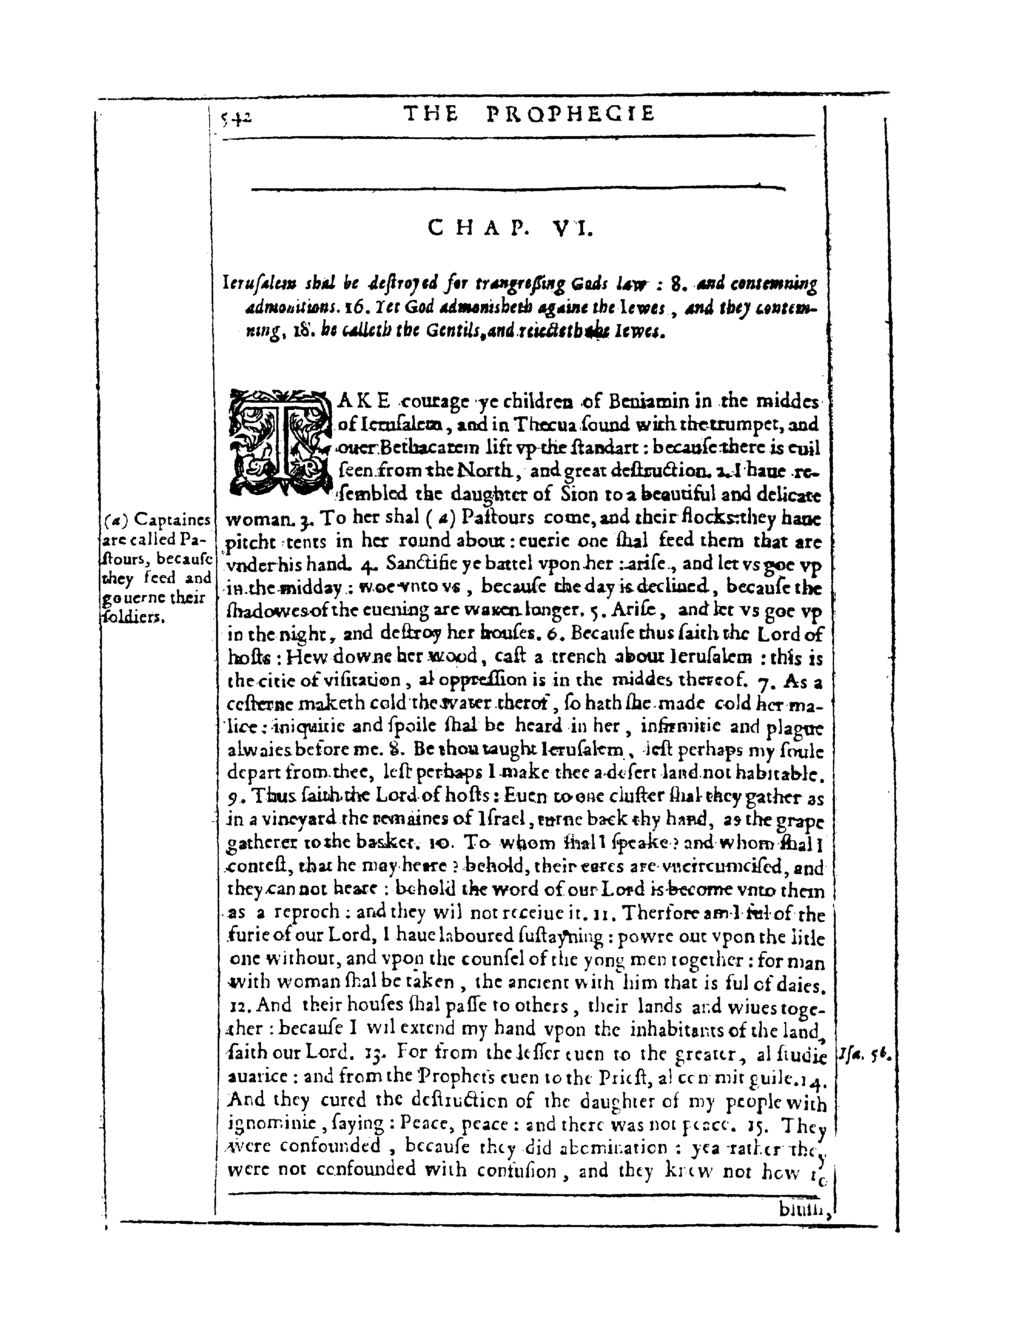 542 THE PROPHECIE
CHAP. VI.
Ieruſalem shal be deſtroyed for tranſgreſſing Gods law : 8. and contemning
admonitions. 16. Yet God admonisheth againe the Iewes , and they contem-
ning, 18. he calleth the Gentils, and reiecteth the Iewes.
TAKE courage ye children of Beniamin in the middes
of Ieruſalem , and in Thecua ſound with the trumpet, and
ouer Bethacarem lift vp the ſtandart : becauſe there is euil
ſeen from the North , and great deſtruction. 2. I haue re-
ſembled the daughter of Sion to a beautiful and delicate
woman. 3. To her shal ( a) Paſtours come, and their flocks: they haue
pitcht tents in her round about : euerie one ſhal feed them that are
vnder his hand. 4. Sanctifie ye battel vpon her : ariſe , and let vs goe vp
in the midday : woe vnto vs , becauſe the day is declined , becauſe the
ſhadowes of the euening are waxen longer. 5. Ariſe , and let vs goe vp
in the night , and deſtroy her houſes. 6. Becauſe thus ſaith the Lord of
hoſts : Hew downe her wood , caſt a trench about Ieruſalem : this is
the citie of viſitation , al oppreſſion is in the middes thereof. 7. As a
ceſterne maketh cold the water therof , ſo hath ſhe made cold her ma-
lice : iniquitie and ſpoile ſhal be heard in her , infirmitie and plague
alwaies before me. 8. Be thou taught Ieruſalem , leſt perhaps my ſoule
depart from thee, leſt perhaps I make thee a deſert land not habitable.
9. Thus ſaith the Lord of hoſts : Euen to one cluſter ſhal they gather as
in a vineyard the remaines of Iſrael , turne back thy hand, as the grape
gatherer to the basket. 10. To whom ſhall I ſpeake ? and whom ſhall I
conteſt, that he may heare ? behold, their eares are vncircumciſed, and
they can not heare : behold the word of our Lord is become vnto them
as a reproch : and they wil not receiue it. 11. Therfore am I ful of the
furie of our Lord, I haue laboured ſuſtayning : powre out vpon the litle
one without, and vpon the counſel of the yong men together : for man
with woman ſhal be taken , the ancient with him that is ful of daies.
12. And their houſes ſhal paſſe to others , their lands and wiues toge-
ther : becauſe I wil extend my hand vpon the inhabitants of the land,
ſaith our Lord. 13. For from the leſſer euen to the greater, al ſtudie
auarice : and from the Prophets euen to the Prieſt, al commit guile. 14.
And they cured the deſtruction of the daughter of my people with
ignominie , ſaying : Peace, peace : and there was not peace. 15. They
were confounded , becauſe they did abomination : yea rather they
were not confounded with confuſion , and they knew not how to
bluſh,
(a) Captaines
are called Pa-
ſtours, becauſe
they feed and
gouerne their
ſoldiers.
Iſa. 56.